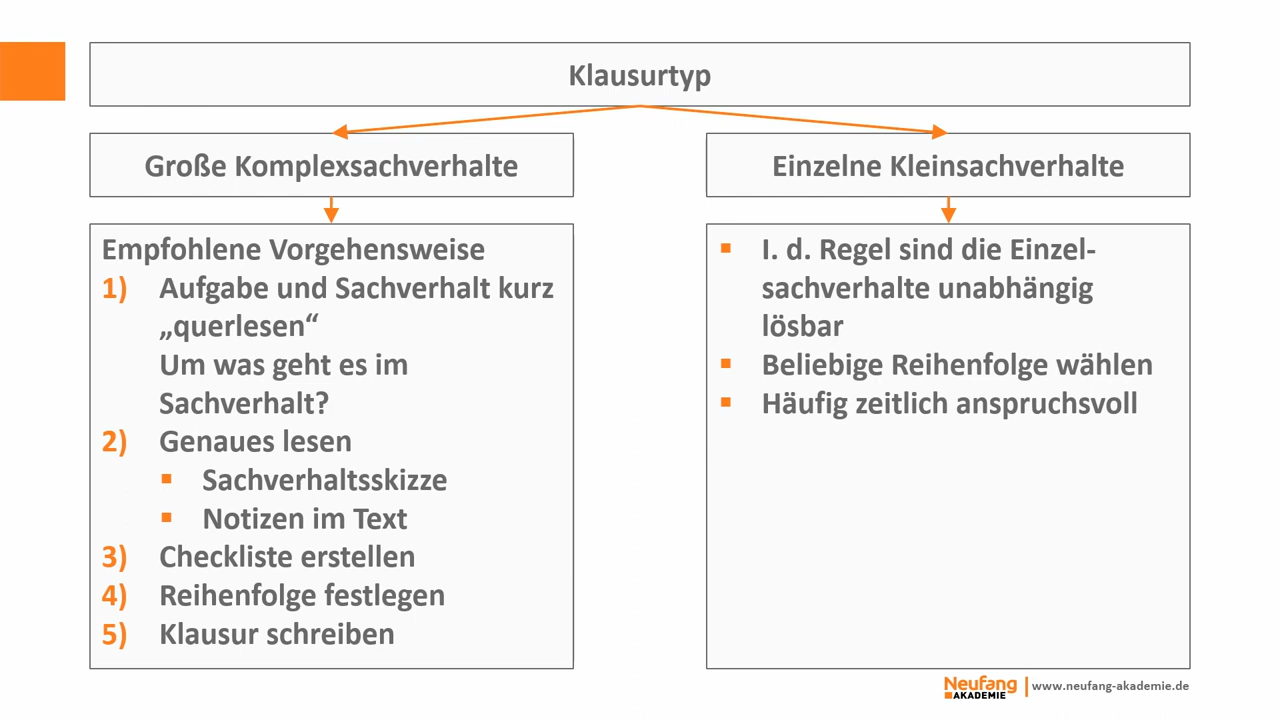 Klausurtyp
Große Komplexsachverhalte
Empfohlene Vorgehensweise
1) Aufgabe und Sachverhalt kurz
„querlesen“
Um was geht es im
Sachverhalt?
2) Genaues lesen
▪ Sachverhaltsskizze
▪ Notizen im Text
3) Checkliste erstellen
4) Reihenfolge festlegen
5) Klausur schreiben
Einzelne Kleinsachverhalte
▪ I. d. Regel sind die Einzel-
sachverhalte unabhängig
lösbar
▪ Beliebige Reihenfolge wählen
▪ Häufig zeitlich anspruchsvoll
Neufang
AKADEMIE
www.neufang-akademie.de